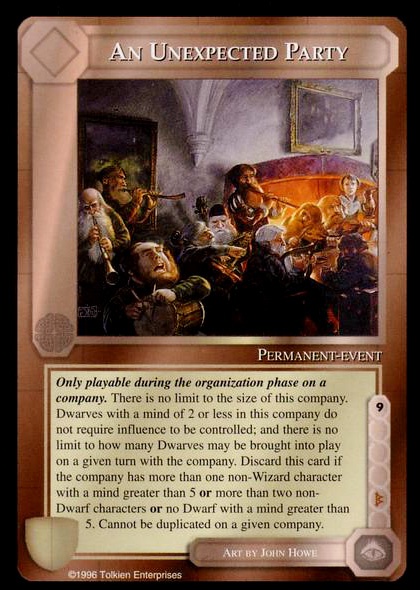 AN UNEXPECTED PARTY
PERMANENT-EVENT
Only playable during the organization phase on a
company. There is no limit to the size of this company.
Dwarves with a mind of 2 or less in this company do
not require influence to be controlled; and there is no
limit to how many Dwarves may be brought into play
on a given turn with the company. Discard this card if
the company has more than one non-Wizard character
with a mind greater than 5 or more than two non-
Dwarf characters or no Dwarf with a mind greater than
5. Cannot be duplicated on a given company.
9
ART BY JOHN HOWE
©1996 Tolkien Enterprises